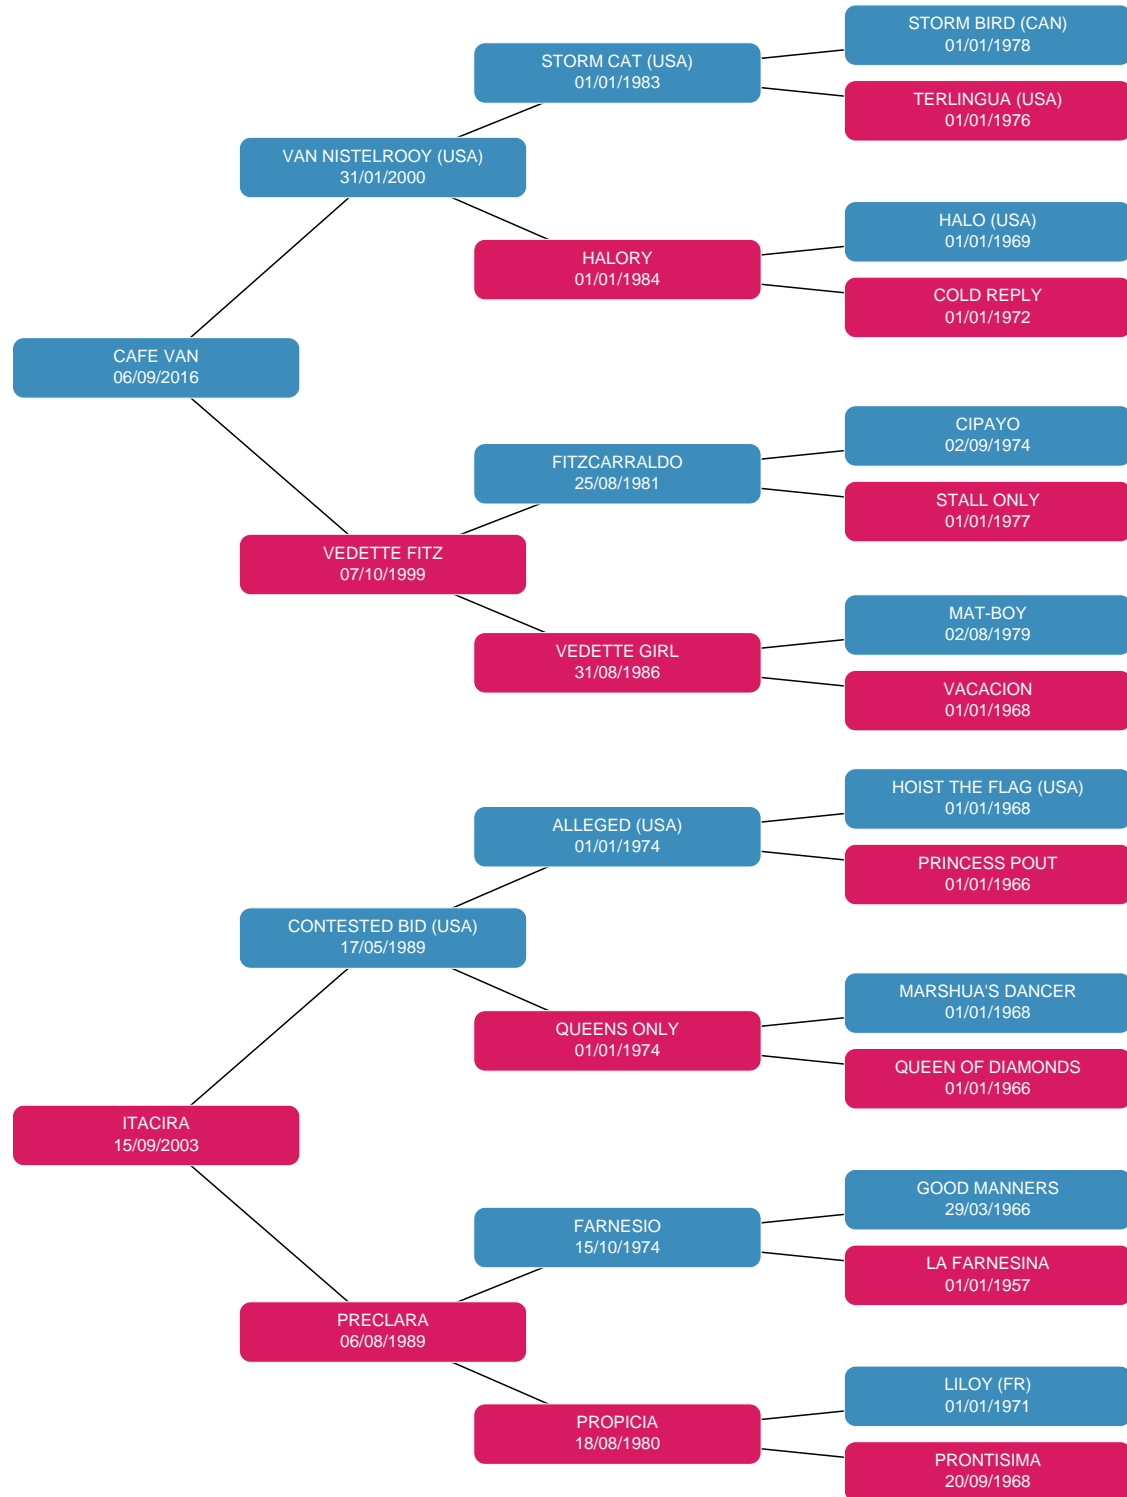 STORM BIRD (CAN)
01/01/1978
STORM CAT (USA)
01/01/1983
TERLINGUA (USA)
01/01/1976
VAN NISTELROOY (USA)
31/01/2000
HALO (USA)
01/01/1969
HALORY
01/01/1984
COLD REPLY
01/01/1972
CAFE VAN
06/09/2016
CIPAYO
02/09/1974
FITZCARRALDO
25/08/1981
STALL ONLY
01/01/1977
VEDETTE FITZ
07/10/1999
MAT-BOY
02/08/1979
VEDETTE GIRL
31/08/1986
VACACION
01/01/1968
HOIST THE FLAG (USA)
01/01/1968
ALLEGED (USA)
01/01/1974
PRINCESS POUT
01/01/1966
CONTESTED BID (USA)
17/05/1989
MARSHUA'S DANCER
01/01/1968
QUEENS ONLY
01/01/1974
QUEEN OF DIAMONDS
01/01/1966
ITACIRA
15/09/2003
GOOD MANNERS
29/03/1966
FARNESIO
15/10/1974
LA FARNESINA
01/01/1957
PRECLARA
06/08/1989
LILOY (FR)
01/01/1971
PROPICIA
18/08/1980
PRONTISIMA
20/09/1968